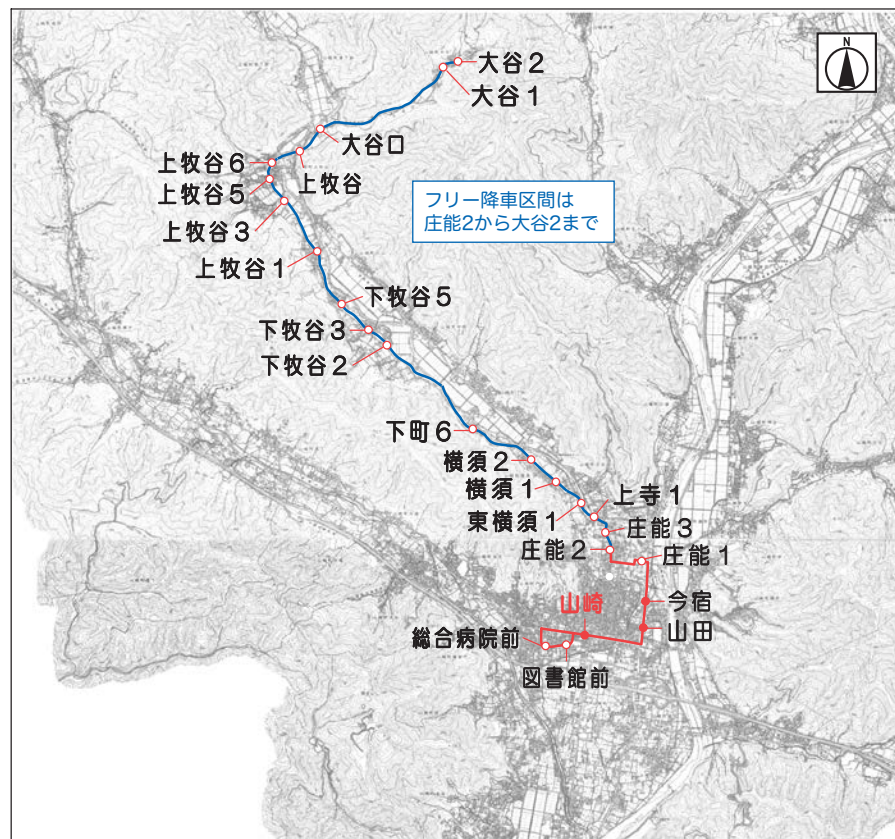 N
大谷2
大谷1
大谷口
上牧谷6
上牧谷
上牧谷5
上牧谷3
フリー降車区間は
庄能2から大谷2まで
上牧谷1
下牧谷5
下牧谷3
下牧谷2
下町6
横須2
横須1
上寺1
東横須1
庄能3
庄能2
庄能1
山崎
今宿
山田
総合病院前
図書館前